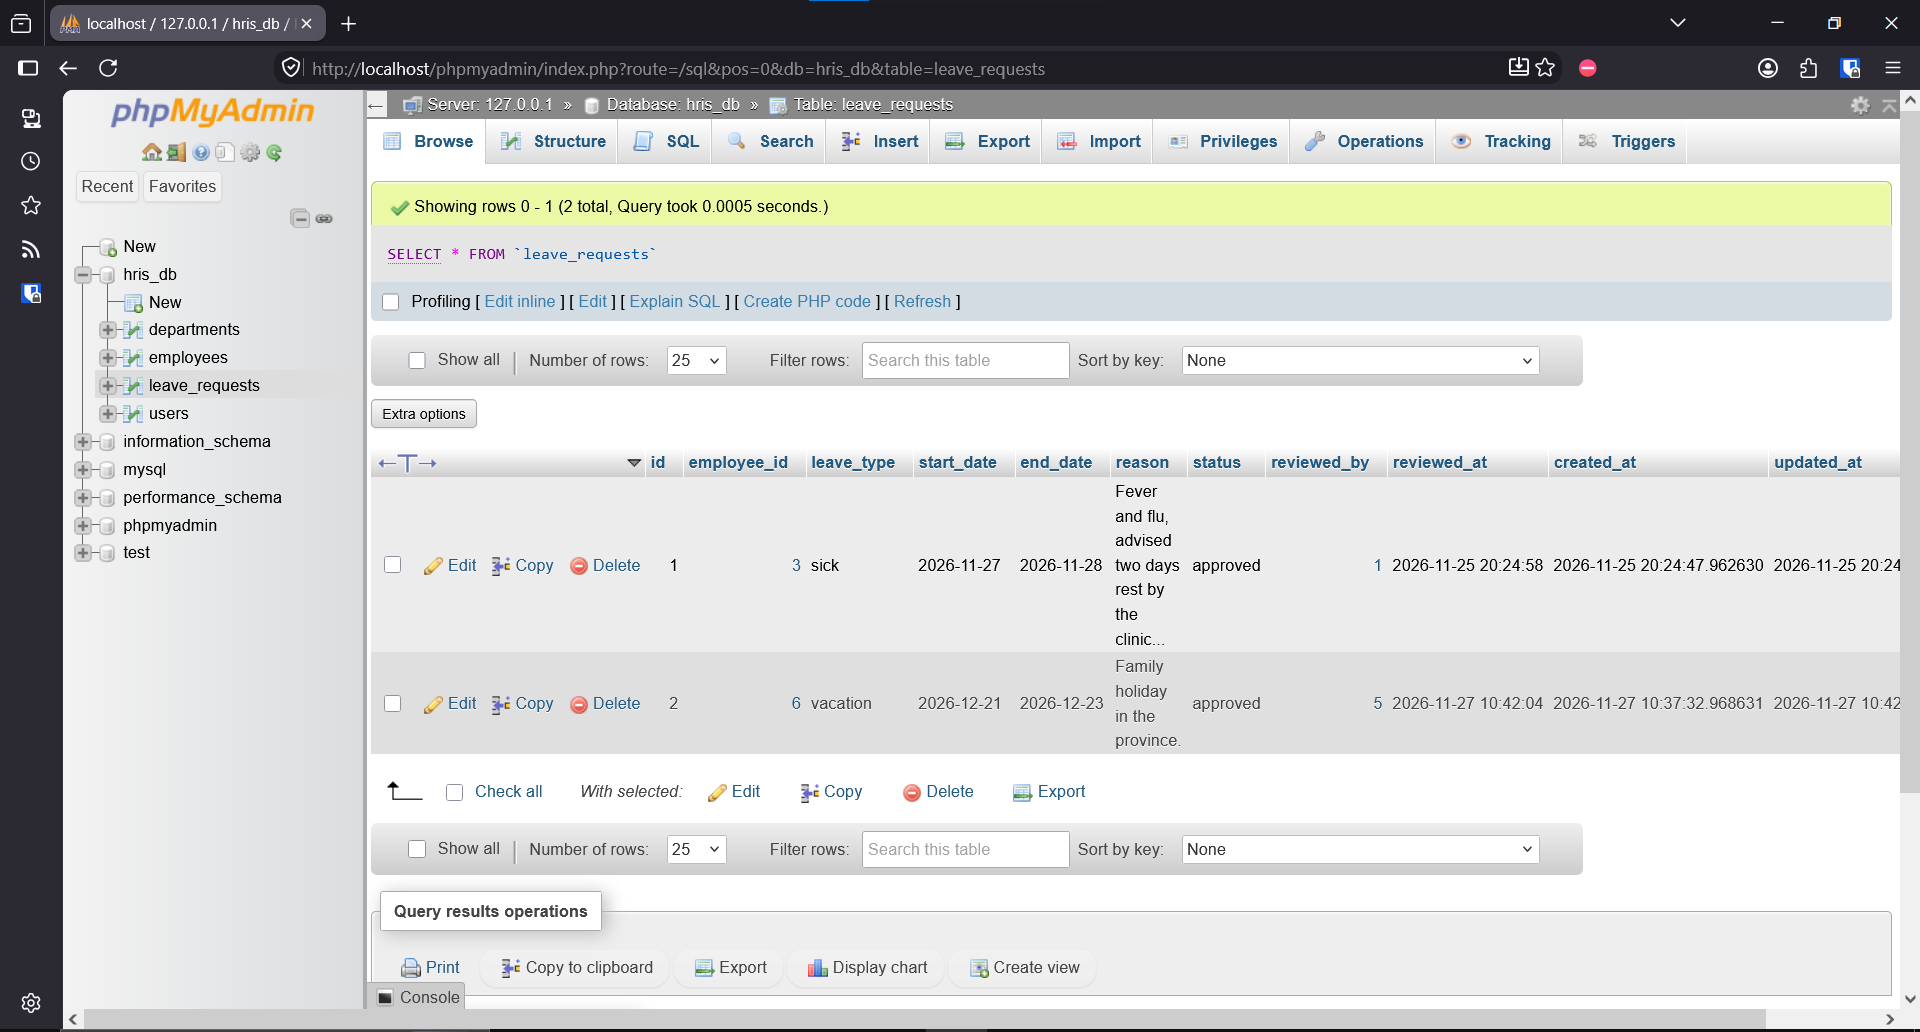 localhost / 127.0.0.1 / hris_db /
http://localhost/phpmyadmin/index.php?route=/sql&pos=0&db=hris_db&table=leave_requests
phpMyAdmin
Recent Favorites
New
hris_db
New
departments
employees
leave_requests
users
information_schema
mysql
performance_schema
phpmyadmin
test
Server: 127.0.0.1 » Database: hris_db » Table: leave_requests
Browse Structure SQL Search Insert Export Import Privileges Operations Tracking Triggers
Showing rows 0 - 1 (2 total, Query took 0.0005 seconds.)
SELECT * FROM `leave_requests`
Profiling [ Edit inline ] [ Edit ] [ Explain SQL ] [ Create PHP code ] [ Refresh ]
Show all | Number of rows: 25 Filter rows: Search this table Sort by key: None
Extra options
id employee_id leave_type start_date end_date reason status reviewed_by reviewed_at created_at updated_at
Edit Copy Delete 1 3 sick 2026-11-27 2026-11-28 Fever
and flu,
advised
two days
rest by
the
clinic... approved 1 2026-11-25 20:24:58 2026-11-25 20:24:47.962630 2026-11-25 20:24
Edit Copy Delete 2 6 vacation 2026-12-21 2026-12-23 Family
holiday
in the
province. approved 5 2026-11-27 10:42:04 2026-11-27 10:37:32.968631 2026-11-27 10:42
Check all With selected: Edit Copy Delete Export
Show all | Number of rows: 25 Filter rows: Search this table Sort by key: None
Query results operations
Print Copy to clipboard Export Display chart Create view
Console